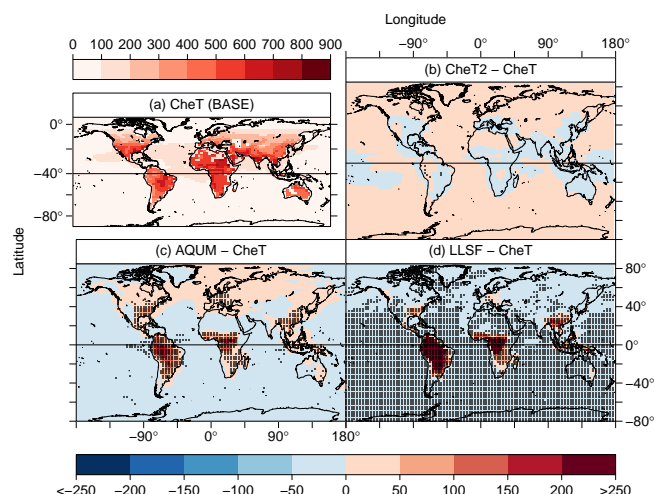 Longitude
0 100 200 300 400 500 600 700 800 900
−90° 0° 90° 180°
(b) CheT2 − CheT
(a) CheT (BASE)
0°
−40°
−80°
Latitude
(c) AQUM − CheT
(d) LLSF − CheT
80°
40°
0°
−40°
−80°
−90° 0° 90° 180°
<−250 −200 −150 −100 −50 0 50 100 150 200 >250